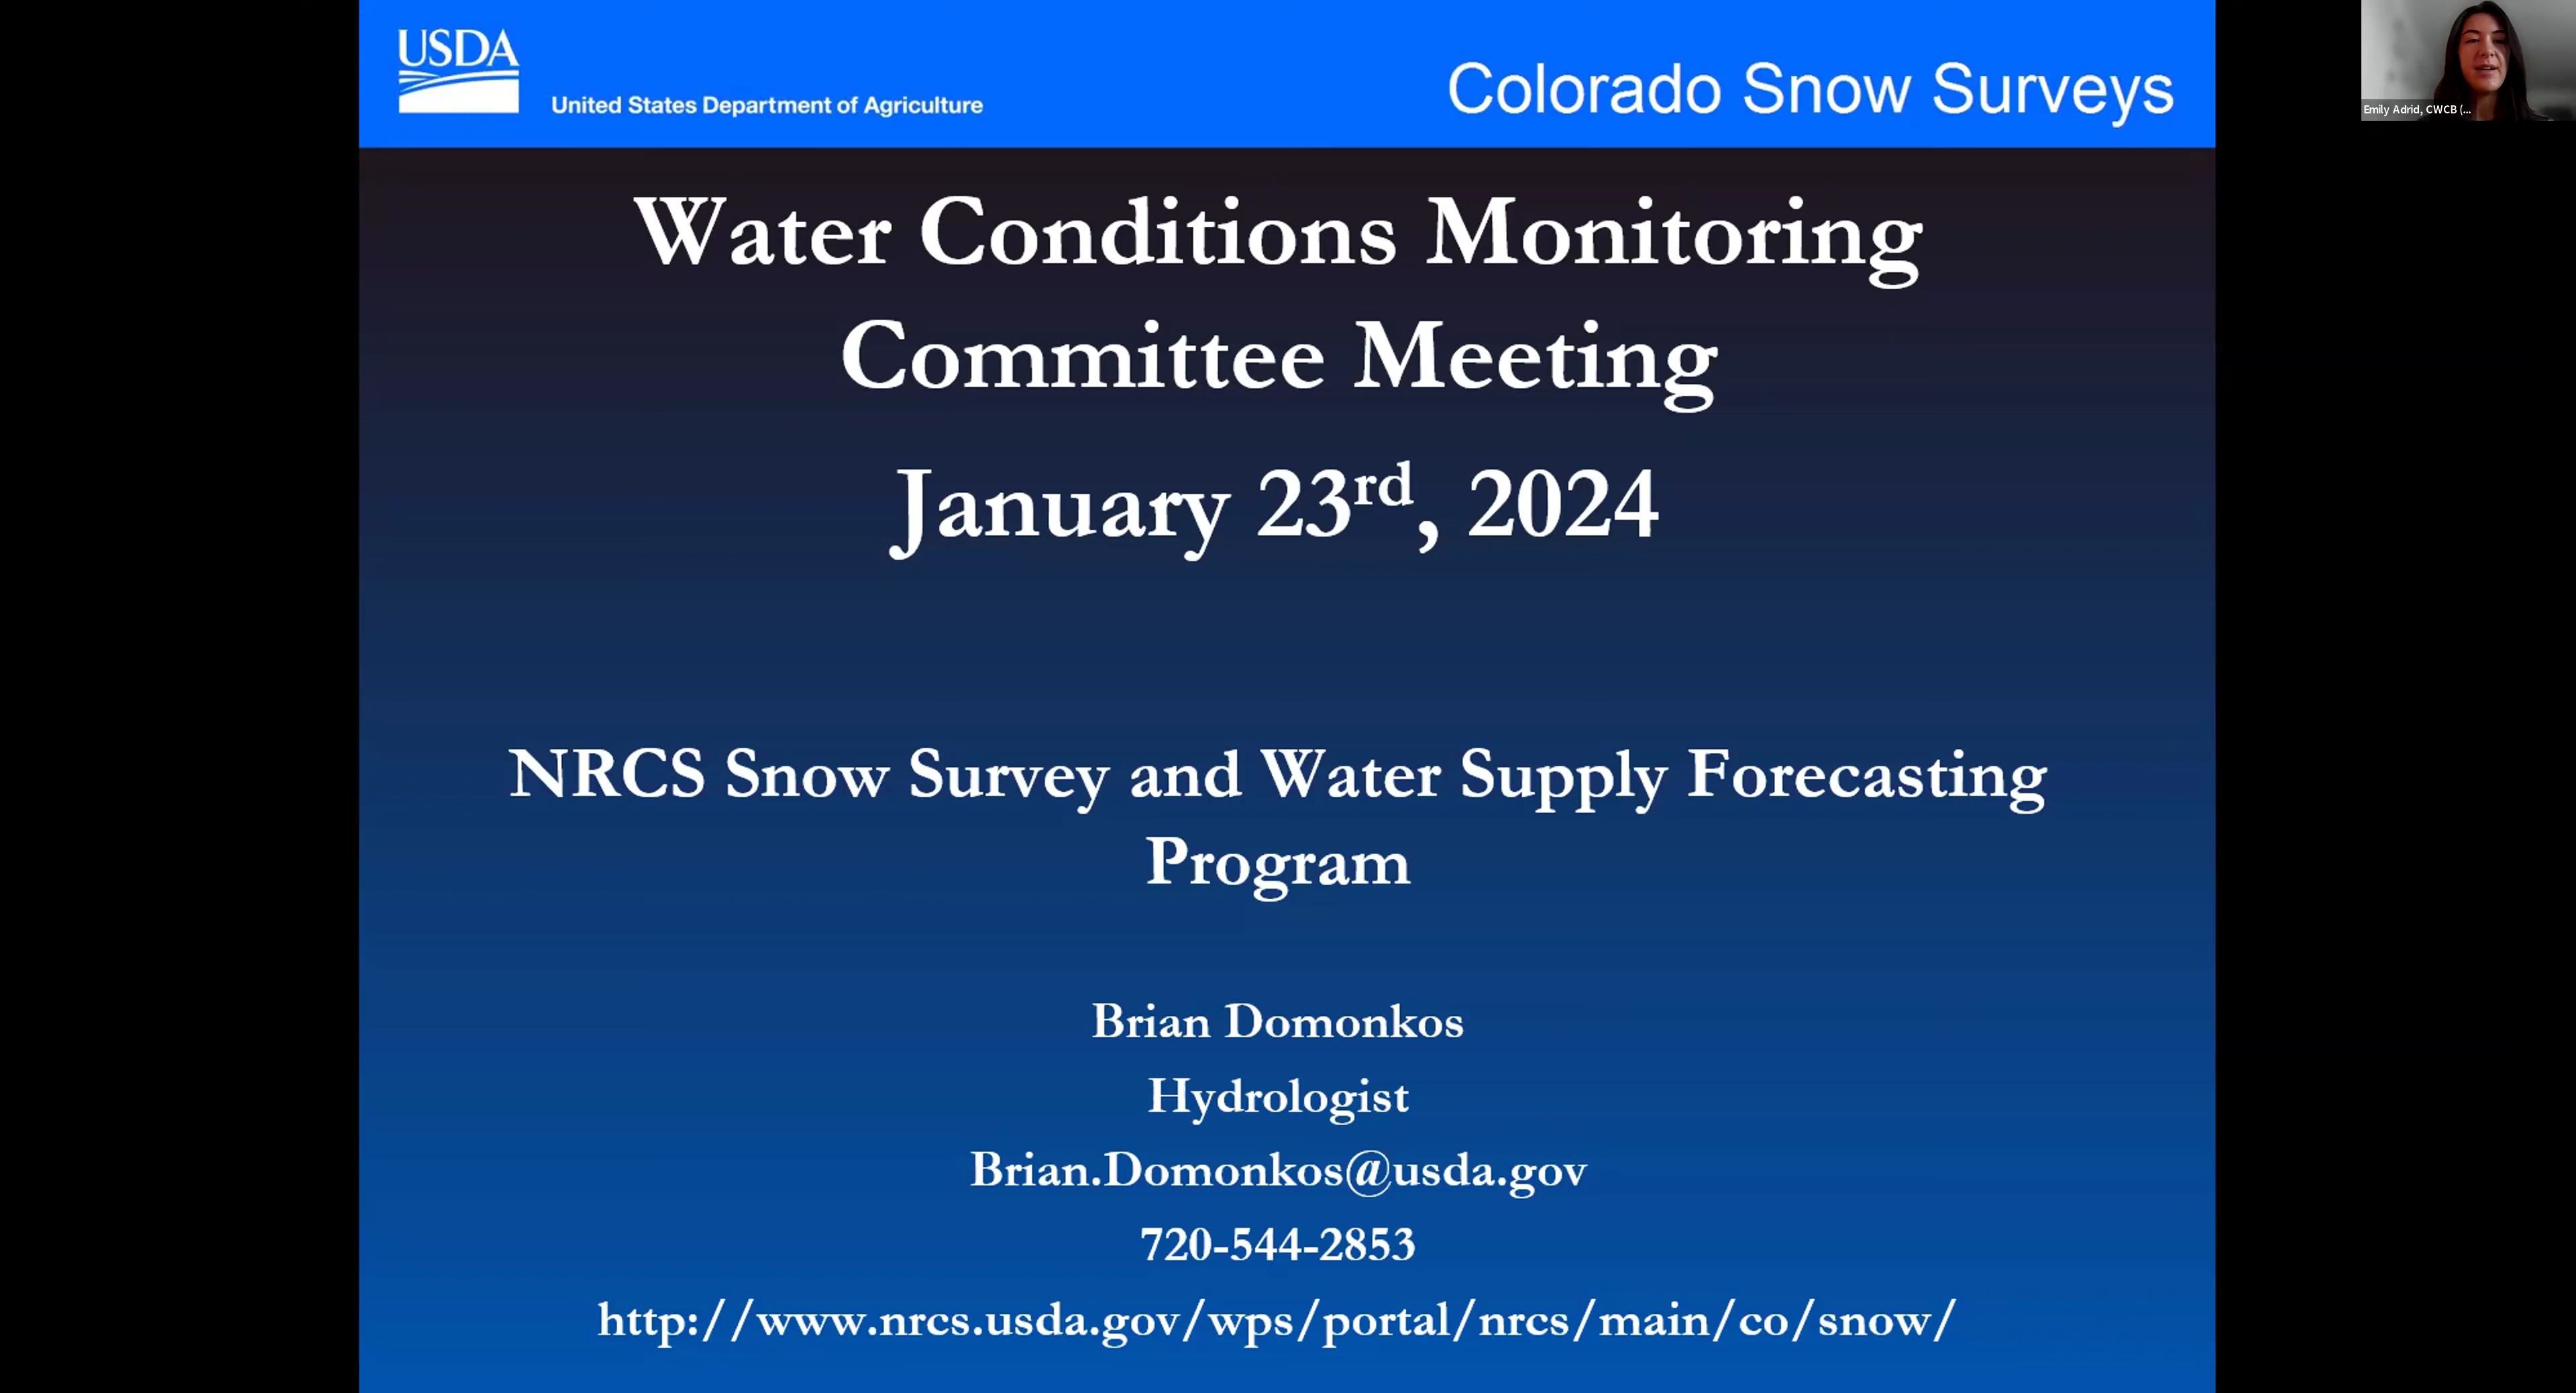 USDA
United States Department of Agriculture
Colorado Snow Surveys
Emily Adrid, CWCB (...
Water Conditions Monitoring
Committee Meeting
January 23rd, 2024
NRCS Snow Survey and Water Supply Forecasting
Program
Brian Domonkos
Hydrologist
Brian.Domonkos@usda.gov
720-544-2853
http://www.nrcs.usda.gov/wps/portal/nrcs/main/co/snow/